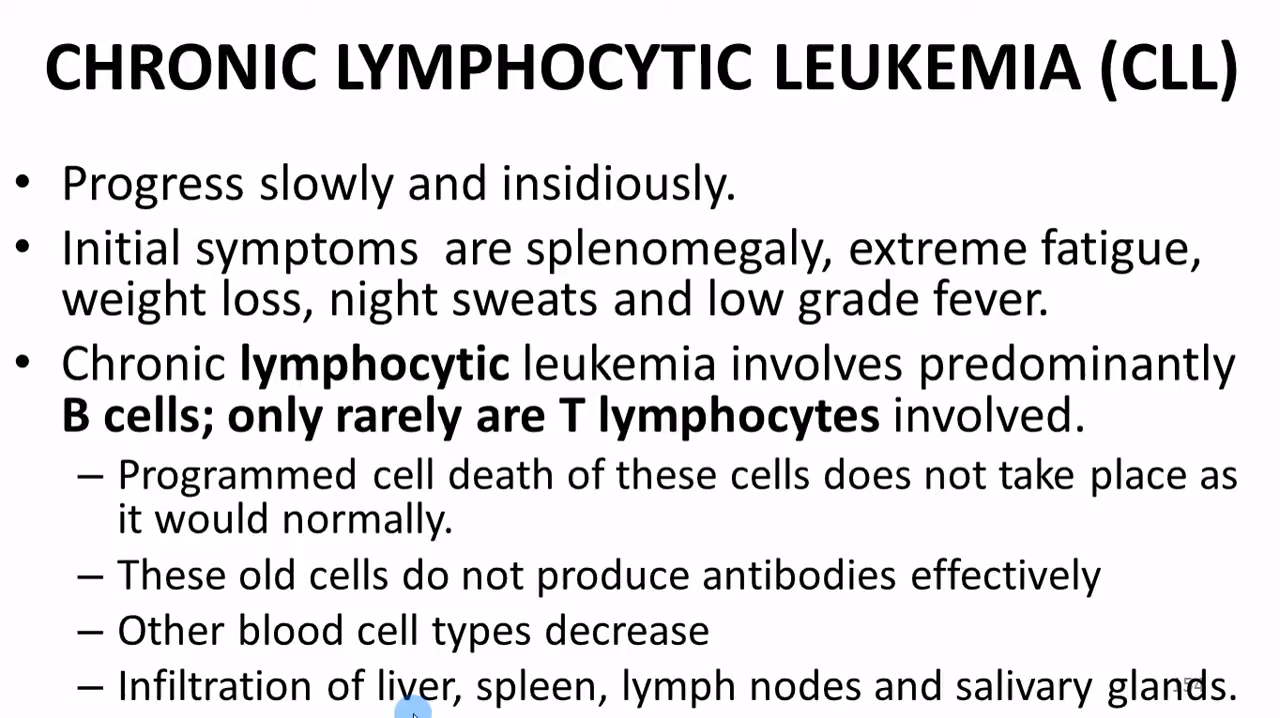 CHRONIC LYMPHOCYTIC LEUKEMIA (CLL)
• Progress slowly and insidiously.
• Initial symptoms are splenomegaly, extreme fatigue,
weight loss, night sweats and low grade fever.
• Chronic lymphocytic leukemia involves predominantly
B cells; only rarely are T lymphocytes involved.
– Programmed cell death of these cells does not take place as
it would normally.
– These old cells do not produce antibodies effectively
– Other blood cell types decrease
– Infiltration of liver, spleen, lymph nodes and salivary glands.